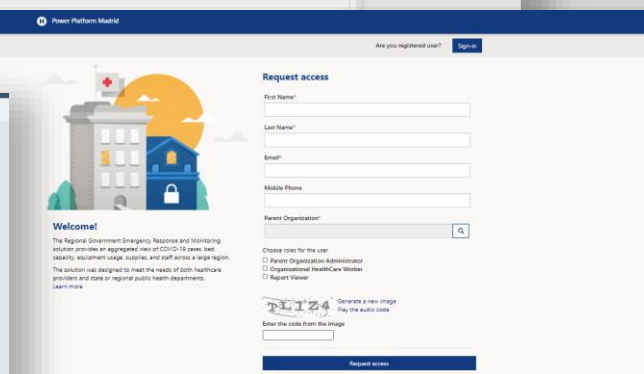 Power Platform Madrid
Are you registered user? Sign-in
Request access
First Name*
Last Name*
Email*
Mobile Phone
Parent Organization*
Welcome!
The Regional Government Emergency Response and Monitoring
solution provides an aggregated view of COVID-19 cases, bed
capacity, equipment usage, supplies, and staff across a large region.
The solution was designed to meet the needs of both healthcare
providers and state or regional public health departments.
Learn more
Choose roles for the user
Parent Organization Administrator
Organizational HealthCare Worker
Report Viewer
Generate a new image
Play the audio code
Enter the code from the image
Request access